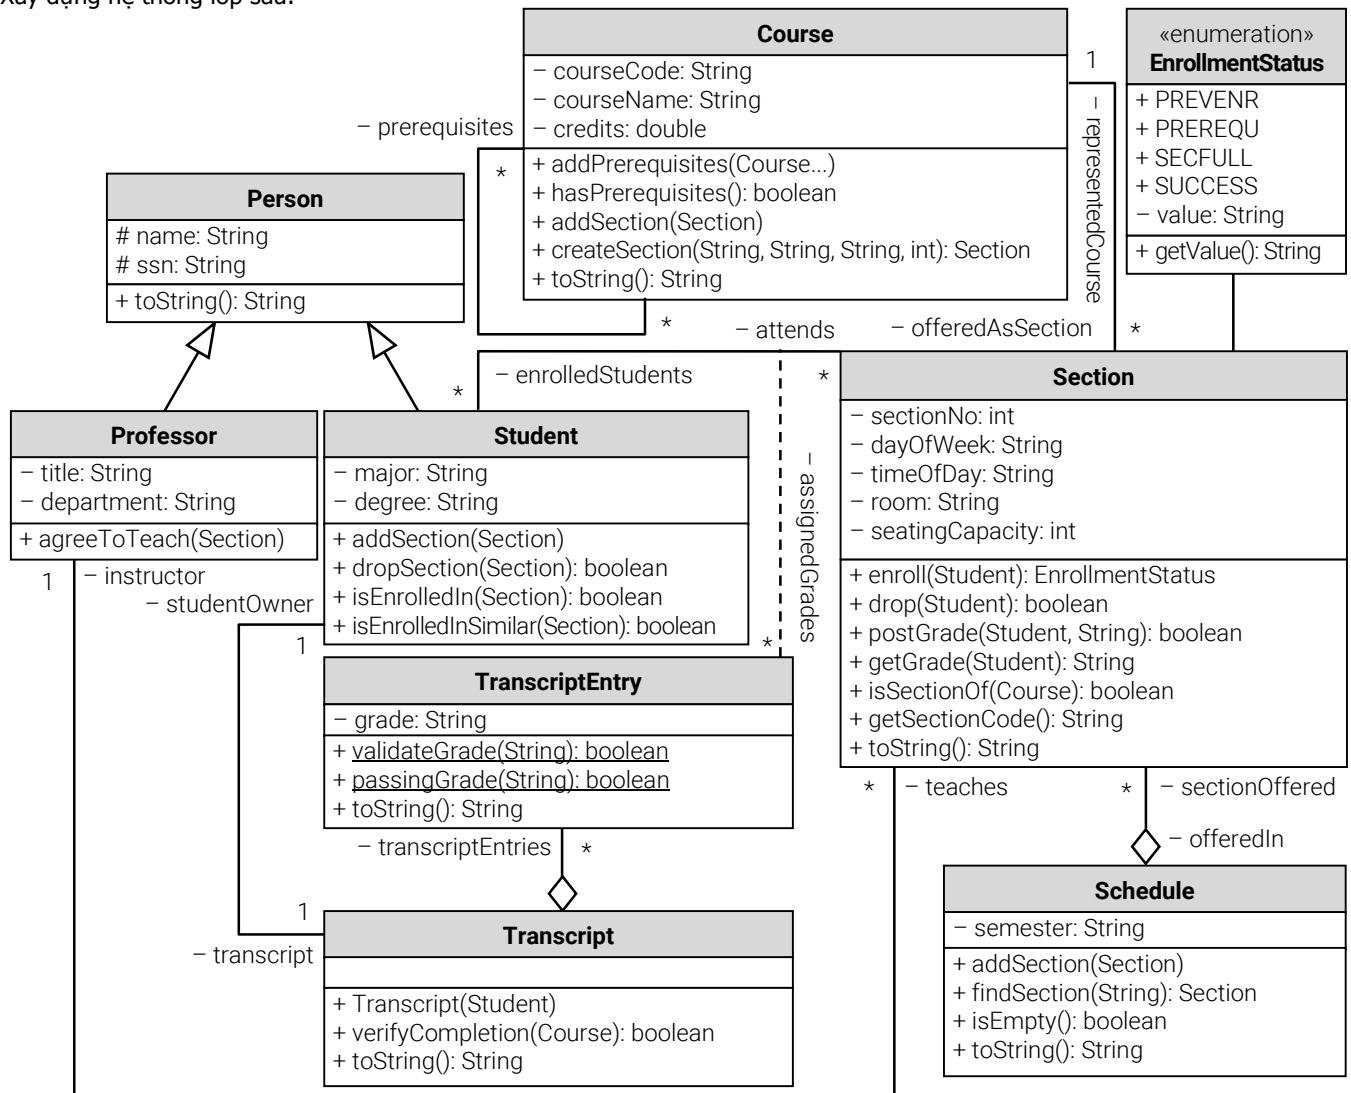 Xây dựng hệ thống lớp sau:
Course
– courseCode: String
– courseName: String
– credits: double
+ addPrerequisites(Course...)
+ hasPrerequisites(): boolean
+ addSection(Section)
+ createSection(String, String, String, int): Section
+ toString(): String
– prerequisites
*
*
1
– representedCourse
– offeredAsSection
*
«enumeration»
EnrollmentStatus
+ PREVENR
+ PREREQU
+ SECFULL
+ SUCCESS
– value: String
+ getValue(): String
Person
# name: String
# ssn: String
+ toString(): String
– attends
– enrolledStudents
*
*
Professor
– title: String
– department: String
+ agreeToTeach(Section)
1
– instructor
Student
– major: String
– degree: String
+ addSection(Section)
+ dropSection(Section): boolean
+ isEnrolledIn(Section): boolean
+ isEnrolledInSimilar(Section): boolean
– studentOwner
1
– assignedGrades
*
Section
– sectionNo: int
– dayOfWeek: String
– timeOfDay: String
– room: String
– seatingCapacity: int
+ enroll(Student): EnrollmentStatus
+ drop(Student): boolean
+ postGrade(Student, String): boolean
+ getGrade(Student): String
+ isSectionOf(Course): boolean
+ getSectionCode(): String
+ toString(): String
TranscriptEntry
– grade: String
+ validateGrade(String): boolean
+ passingGrade(String): boolean
+ toString(): String
– transcriptEntries
*
*
– teaches
*
– sectionOffered
– offeredIn
1
– transcript
Transcript
+ Transcript(Student)
+ verifyCompletion(Course): boolean
+ toString(): String
Schedule
– semester: String
+ addSection(Section)
+ findSection(String): Section
+ isEmpty(): boolean
+ toString(): String